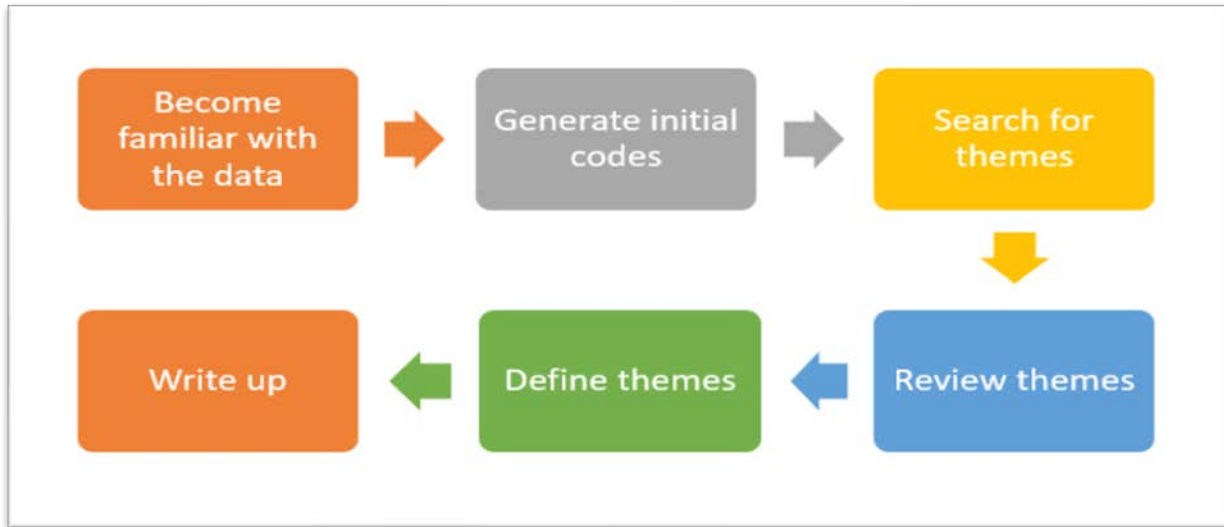 Become
familiar with
the data
Generate initial
codes
Search for
themes
Review themes
Define themes
Write up